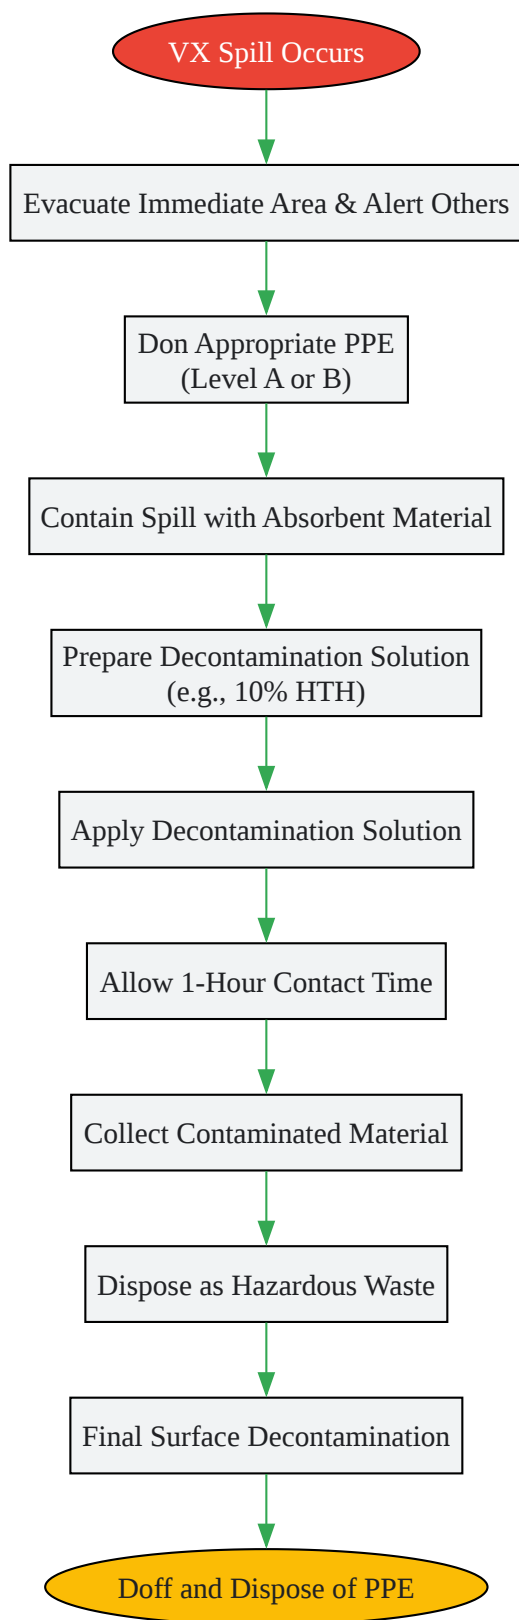 VX Spill Occurs
Evacuate Immediate Area & Alert Others
Don Appropriate PPE
(Level A or B)
Contain Spill with Absorbent Material
Prepare Decontamination Solution
(e.g., 10% HTH)
Apply Decontamination Solution
Allow 1-Hour Contact Time
Collect Contaminated Material
Dispose as Hazardous Waste
Final Surface Decontamination
Doff and Dispose of PPE